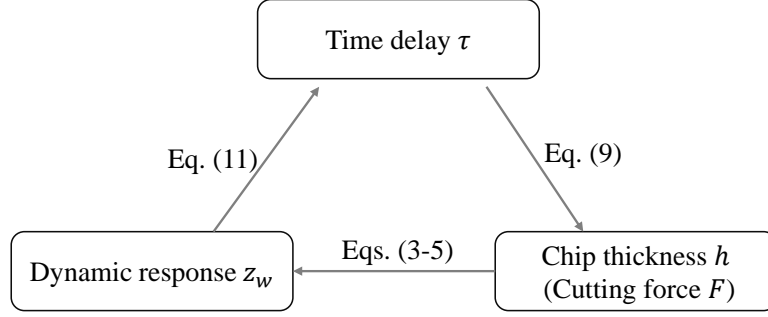 Time delay τ
Eq. (11)
Eq. (9)
Eqs. (3-5)
Dynamic response z_w
Chip thickness h
(Cutting force F)